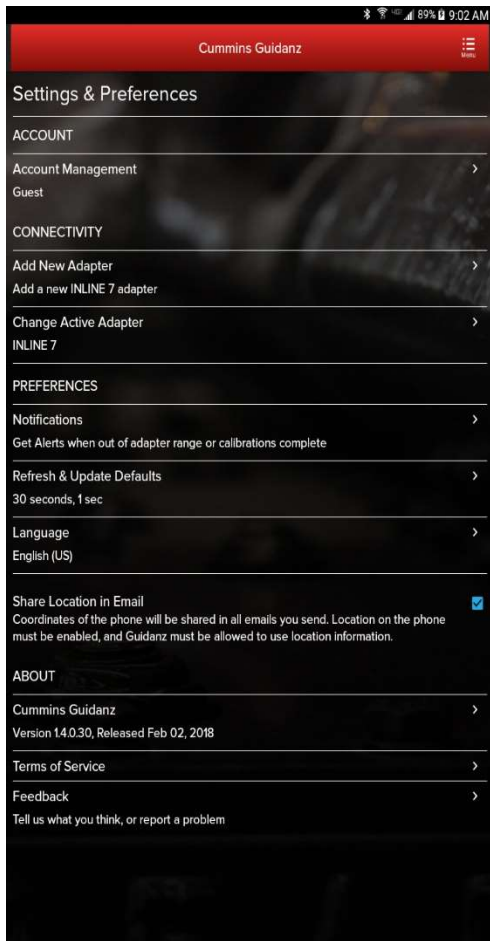 89% 9:02 AM
Cummins Guidanz
Menu
Settings & Preferences
ACCOUNT
Account Management
Guest
CONNECTIVITY
Add New Adapter
Add a new INLINE 7 adapter
Change Active Adapter
INLINE 7
PREFERENCES
Notifications
Get Alerts when out of adapter range or calibrations complete
Refresh & Update Defaults
30 seconds, 1 sec
Language
English (US)
Share Location in Email
Coordinates of the phone will be shared in all emails you send. Location on the phone
must be enabled, and Guidanz must be allowed to use location information.
ABOUT
Cummins Guidanz
Version 1.4.0.30, Released Feb 02, 2018
Terms of Service
Feedback
Tell us what you think, or report a problem